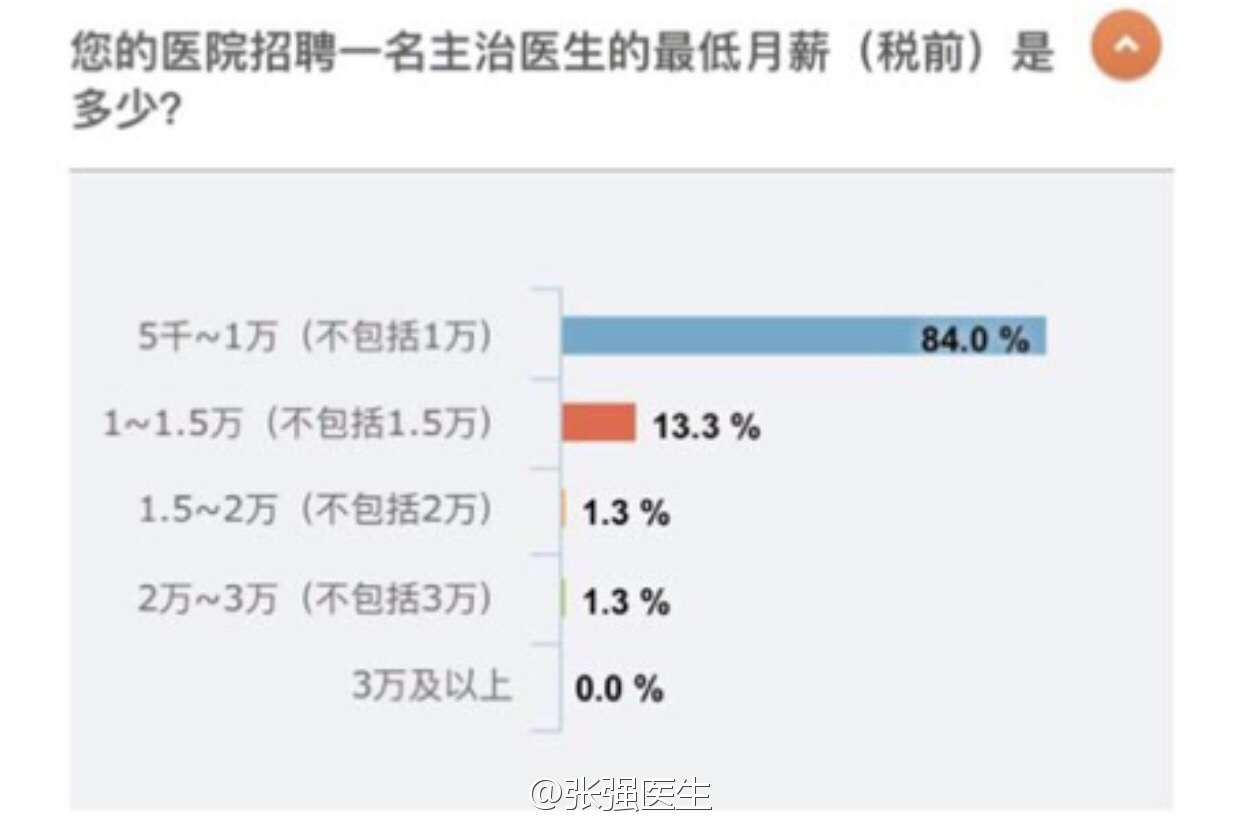 您的医院招聘一名主治医生的最低月薪（税前）是
多少?
5千~1万（不包括1万） 84.0 %
1~1.5万（不包括1.5万） 13.3 %
1.5~2万（不包括2万） 1.3 %
2万~3万（不包括3万） 1.3 %
3万及以上 0.0 %
@张强医生